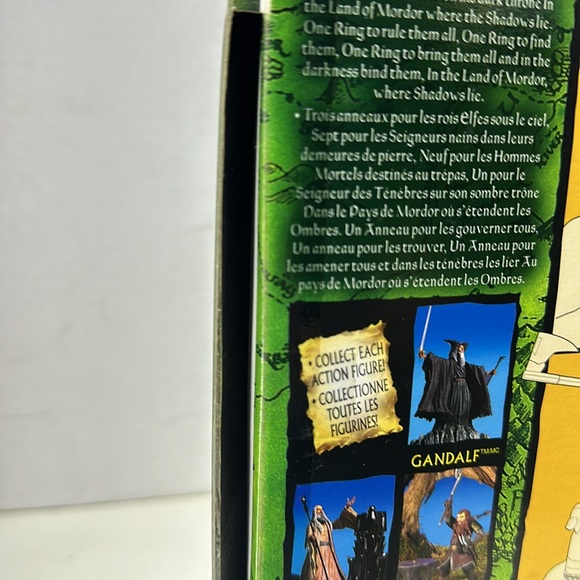 the dark throne in
the Land of Mordor where the Shadows lie.
One Ring to rule them all, One Ring to find
them, One Ring to bring them all and in the
darkness bind them, In the Land of Mordor,
where Shadows lie.
• Trois anneaux pour les rois elfes sous le ciel,
Sept pour les Seigneurs nains dans leurs
demeures de pierre, Neuf pour les Hommes
Mortels destinés au trépas, Un pour le
Seigneur des Ténèbres sur son sombre trône
Dans le Pays de Mordor où s'étendent les
Ombres. Un Anneau pour les gouverner tous,
Un anneau pour les trouver, Un Anneau pour
les amener tous et dans les ténèbres les lier Au
pays de Mordor où s'étendent les Ombres.
• COLLECT EACH
ACTION FIGURE!
• COLLECTIONNE
TOUTES LES
FIGURINES!
GANDALF™/MC